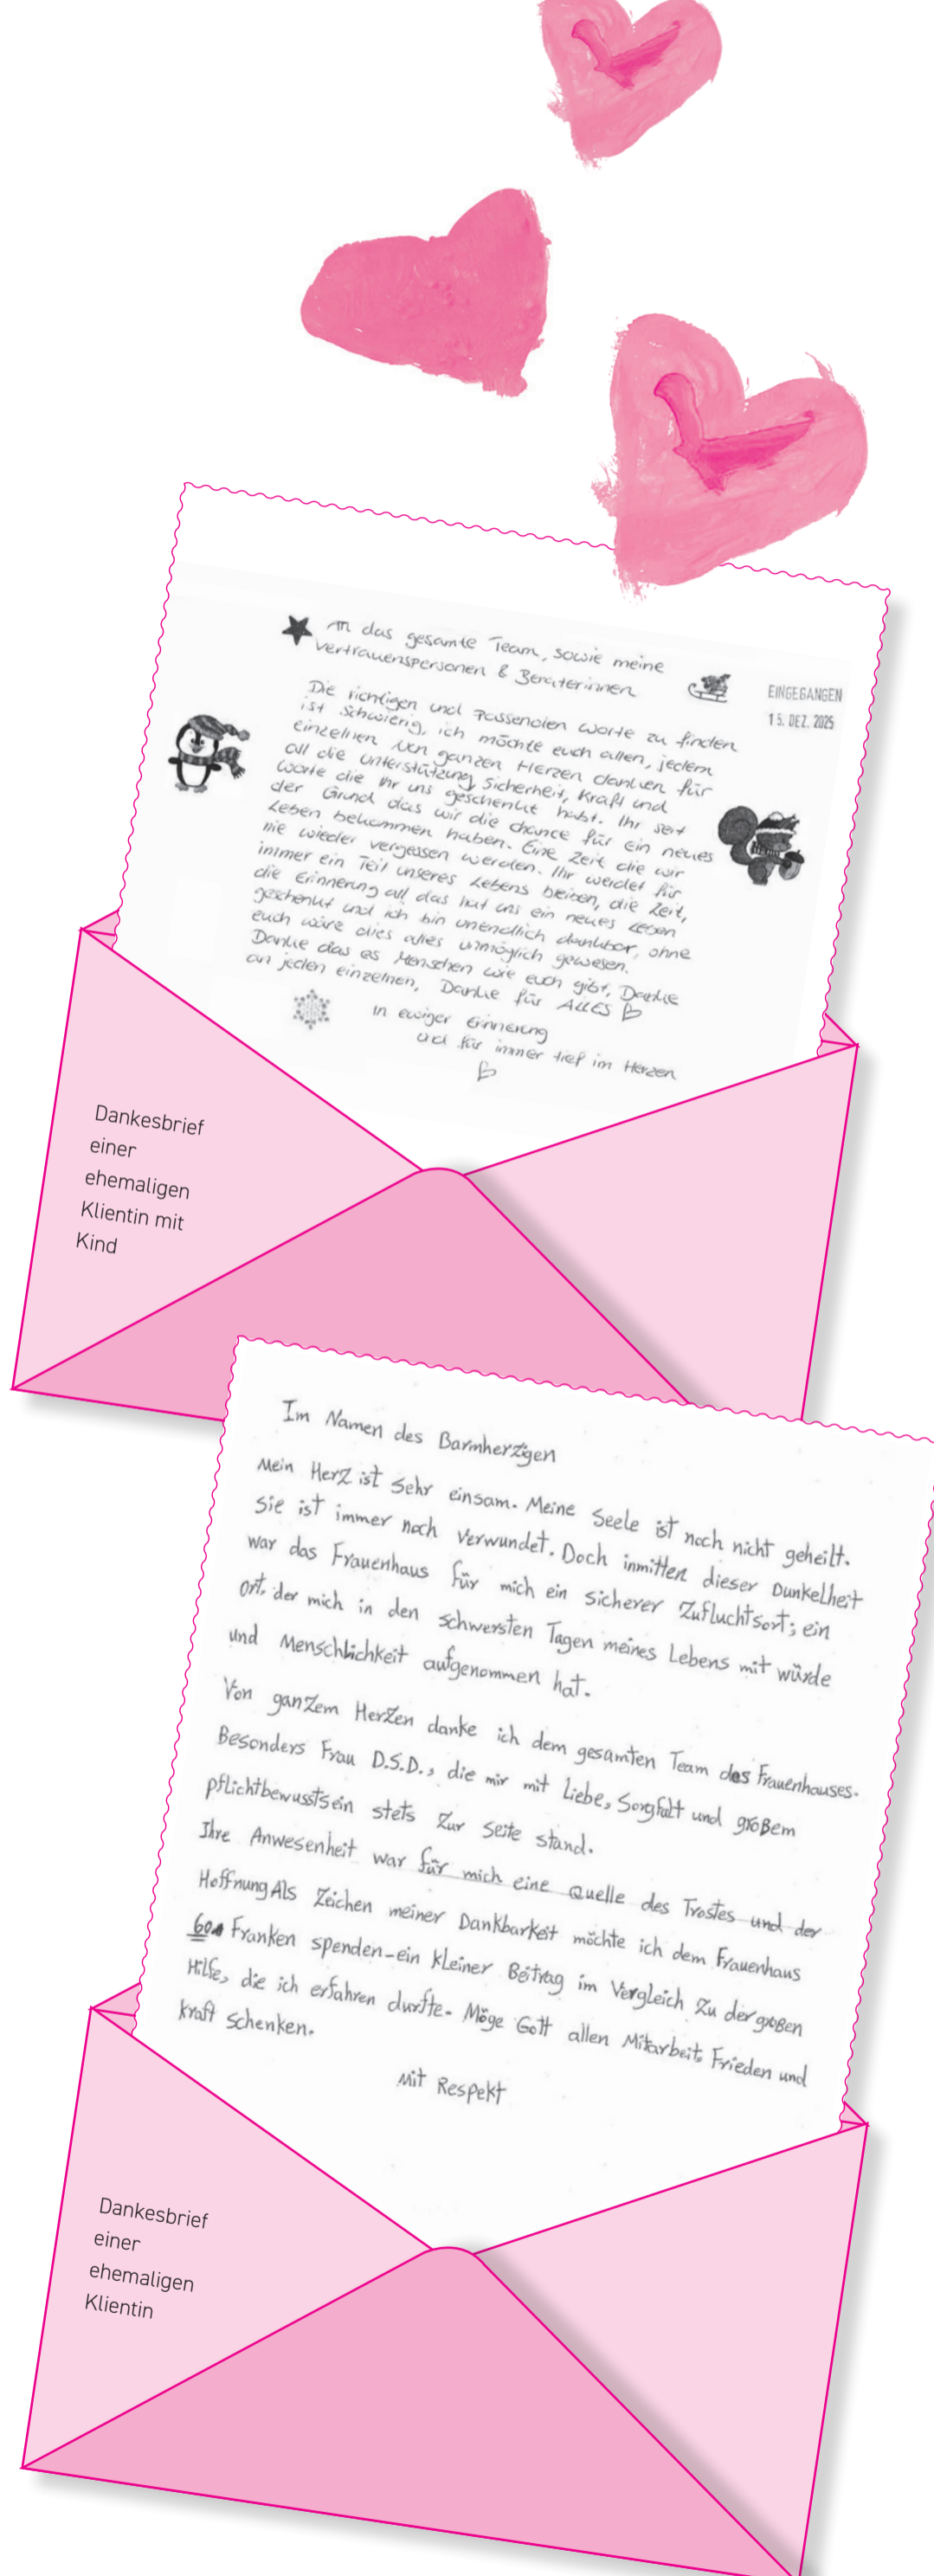 An das gesamte Team, sowie meine
Vertrauenspersonen & Beraterinnen
EINGEGANGEN
15. DEZ. 2025
Die richtigen und passenden Worte zu finden
ist schwierig, ich möchte euch allen, jedem
einzelnen von ganzen Herzen danken für
all die Unterstützung, Sicherheit, Kraft und
Worte die Ihr uns geschenkt habt. Ihr seit
der Grund das wir die Chance für ein neues
Leben bekommen haben. Eine Zeit die wir
nie wieder vergessen werden. Ihr werdet für
immer ein Teil unseres Lebens beiben, die Zeit,
die Erinnerung all das hat uns ein neues Leben
geschenkt und ich bin unendlich dankbar, ohne
euch wäre dies alles unmöglich gewesen.
Danke das es Menschen wie euch gibt, Danke
an jeden einzelnen, Danke für ALLES
In ewiger Erinnerung
und für immer tief im Herzen
Dankesbrief
einer
ehemaligen
Klientin mit
Kind
Im Namen des Barmherzigen
Mein Herz ist sehr einsam. Meine Seele ist noch nicht geheilt.
Sie ist immer noch verwundet. Doch inmitten dieser Dunkelheit
war das Frauenhaus für mich ein sicherer Zufluchtsort; ein
Ort, der mich in den schwersten Tagen meines Lebens mit würde
und Menschlichkeit aufgenommen hat.
Von ganzem Herzen danke ich dem gesamten Team des Frauenhauses.
Besonders Frau D.S.D., die mir mit Liebe, Sorgfalt und großem
pflichtbewusstsein stets zur Seite stand.
Ihre Anwesenheit war für mich eine Quelle des Trostes und der
Hoffnung Als Zeichen meiner Dankbarkeit möchte ich dem Frauenhaus
60 Franken spenden-ein kleiner Beitrag im Vergleich zu der großen
Hilfe, die ich erfahren durfte. Möge Gott allen Mitarbeit. Frieden und
kraft schenken.
Mit Respekt
Dankesbrief
einer
ehemaligen
Klientin